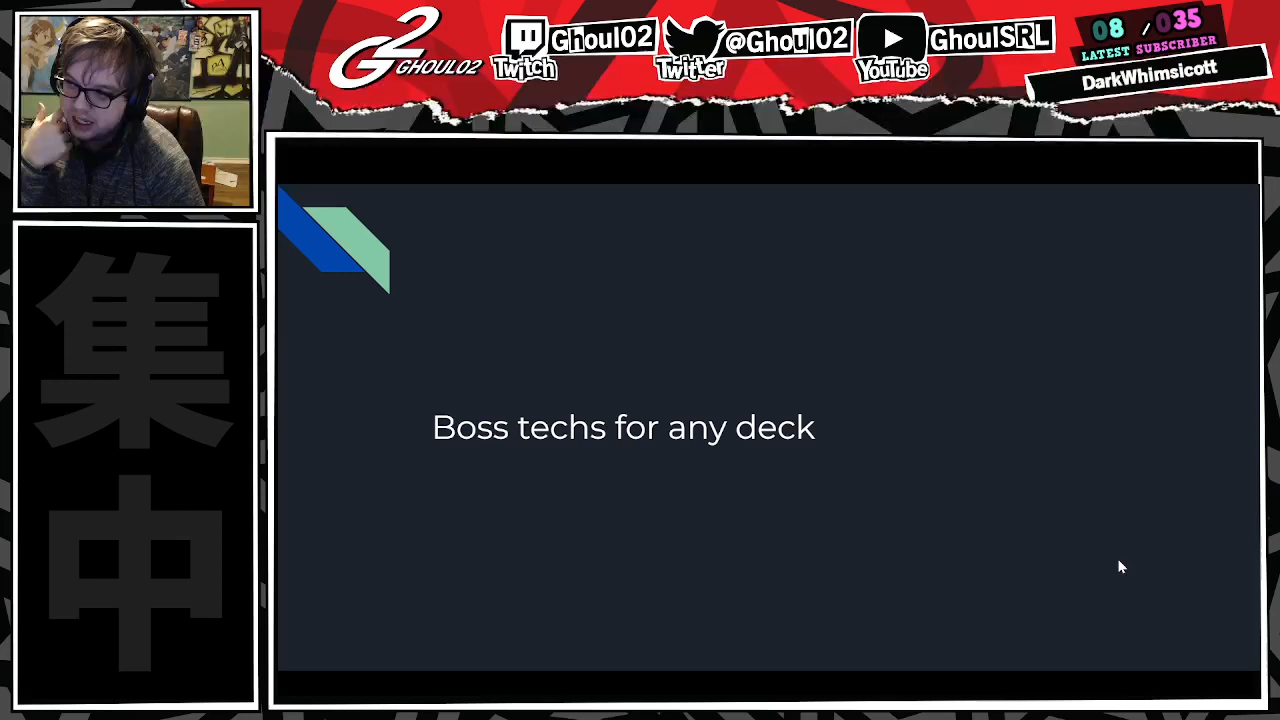 G2
GHOUL02
Ghoul02
Twitch
@Ghoul02
Twitter
GhoulSRL
YouTube
08 / 035
LATEST SUBSCRIBER
DarkWhimsicott
集
中
Boss techs for any deck